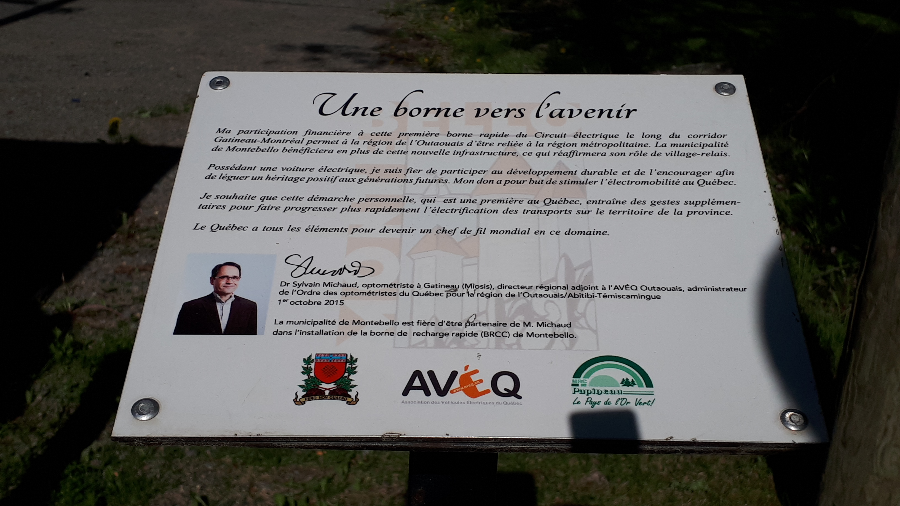 Une borne vers l'avenir
Ma participation financière à cette première borne rapide du Circuit électrique le long du corridor
Gatineau-Montréal permet à la région de l'Outaouais d'être reliée à la région métropolitaine. La municipalité
de Montebello bénéficiera en plus de cette nouvelle infrastructure, ce qui réaffirmera son rôle de village-relais.
Possédant une voiture électrique, je suis fier de participer au développement durable et de l'encourager afin
de léguer un héritage positif aux générations futures. Mon don a pour but de stimuler l'électromobilité au Québec.
Je souhaite que cette démarche personnelle, qui est une première au Québec, entraîne des gestes supplémen-
taires pour faire progresser plus rapidement l'électrification des transports sur le territoire de la province.
Le Québec a tous les éléments pour devenir un chef de fil mondial en ce domaine.
Dr Sylvain Michaud, optométriste à Gatineau (Miosis), directeur régional adjoint à l'AVÉQ Outaouais, administrateur
de l'Ordre des optométristes du Québec pour la région de l'Outaouais/Abitibi-Témiscamingue
1er octobre 2015
La municipalité de Montebello est fière d'être partenaire de M. Michaud
dans l'installation de la borne de recharge rapide (BRCC) de Montebello.
AVÉQ
Association des Véhicules Électriques du Québec
Papineau
Le Pays de l'Or Vert!